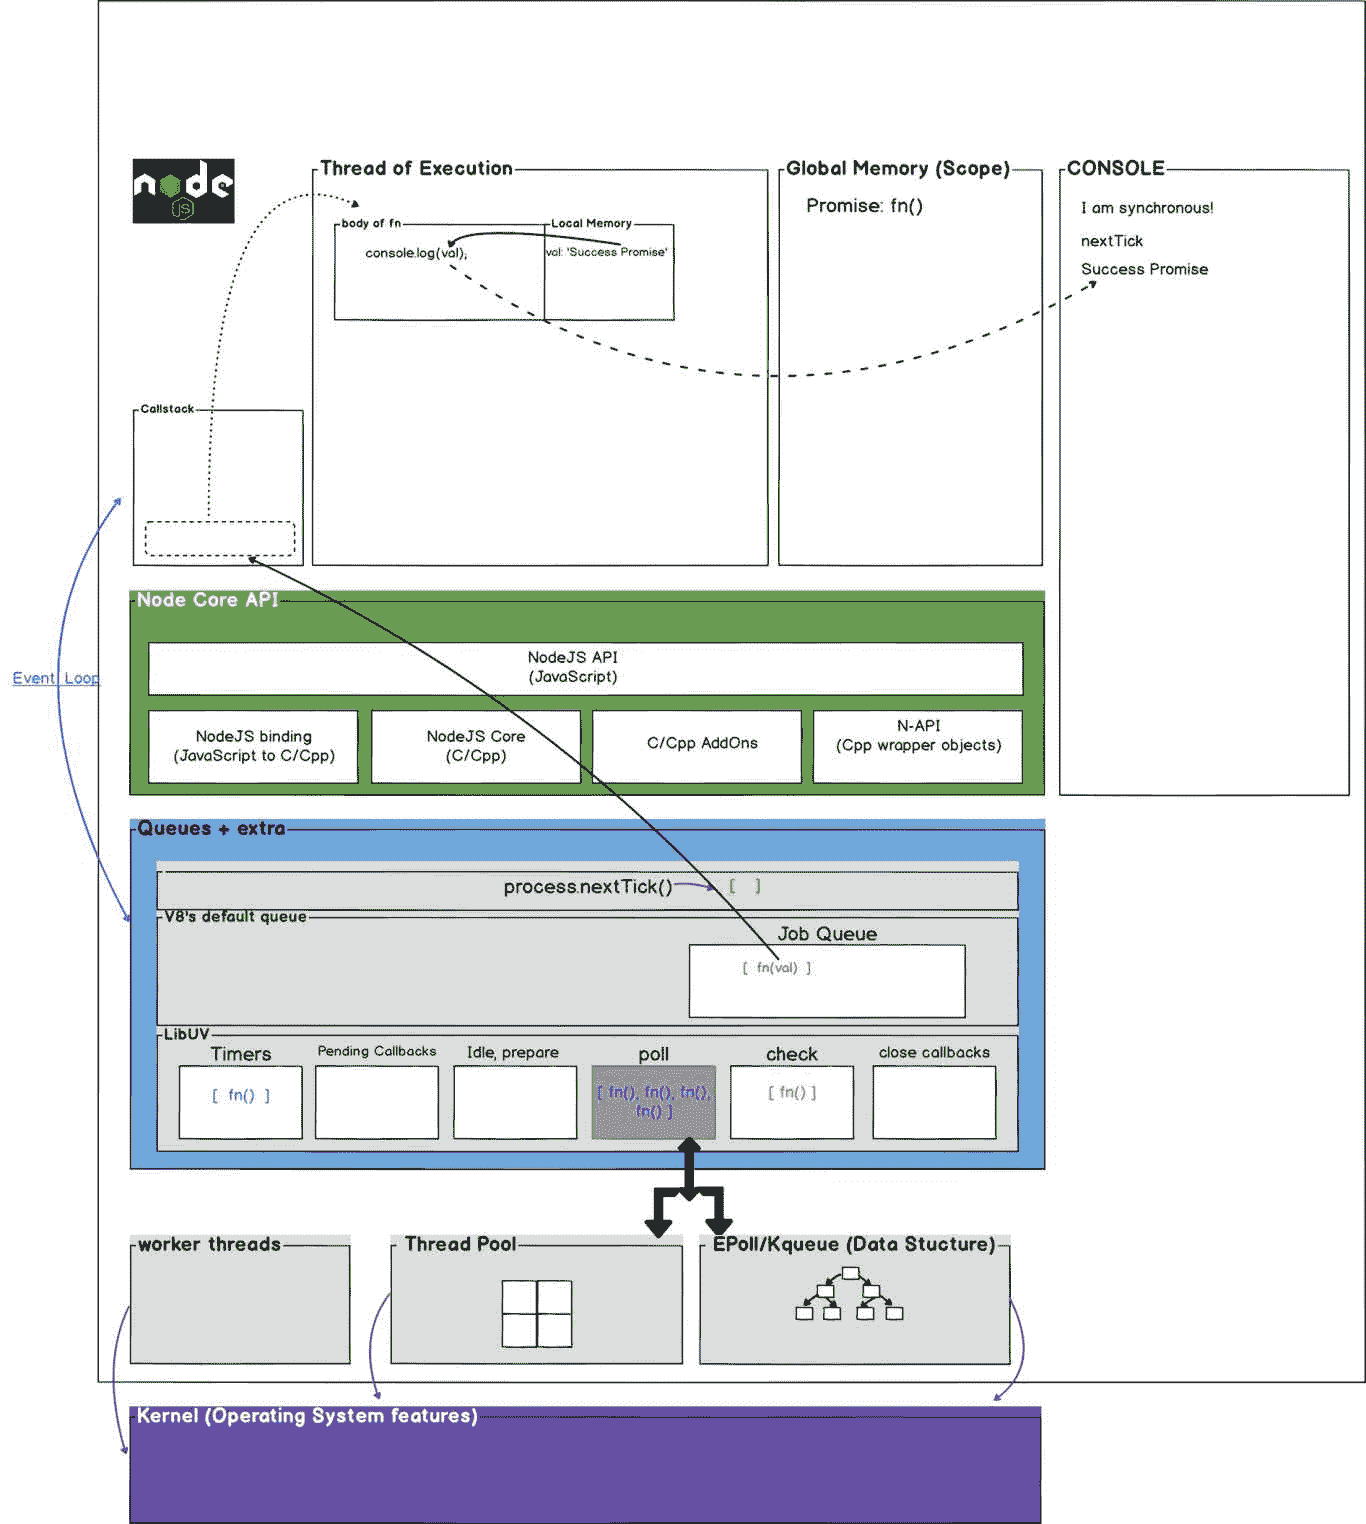 node
JS
Thread of Execution
Global Memory (Scope)
CONSOLE
Promise: fn()
I am synchronous!
nextTick
Success Promise
body of fn
Local Memory
console.log(val);
val: 'Success Promise'
Callstack
Node Core API
NodeJS API
(JavaScript)
Event Loop
NodeJS binding
(JavaScript to C/Cpp)
NodeJS Core
(C/Cpp)
C/Cpp AddOns
N-API
(Cpp wrapper objects)
Queues + extra
process.nextTick()
[ ]
V8's default queue
Job Queue
[ fn(val) ]
LibUV
Timers
Pending Callbacks
Idle, prepare
poll
check
close callbacks
[ fn() ]
[ fn(), fn(), fn(),
fn() ]
[ fn() ]
worker threads
Thread Pool
EPoll/Kqueue (Data Stucture)
Kernel (Operating System features)